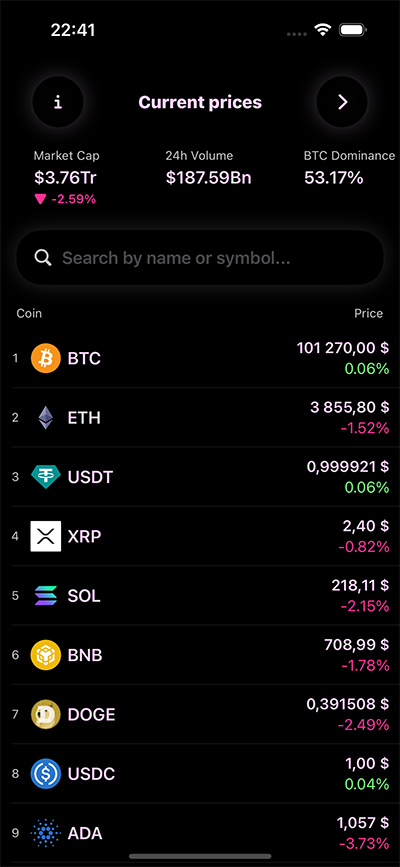 22:41
i
Current prices
Market Cap 24h Volume BTC Dominance
$3.76Tr $187.59Bn 53.17%
▼ -2.59%
Search by name or symbol...
Coin Price
1 BTC 101 270,00 $
0.06%
2 ETH 3 855,80 $
-1.52%
3 USDT 0,999921 $
0.06%
4 XRP 2,40 $
-0.82%
5 SOL 218,11 $
-2.15%
6 BNB 708,99 $
-1.78%
7 DOGE 0,391508 $
-2.49%
8 USDC 1,00 $
0.04%
9 ADA 1,057 $
-3.73%